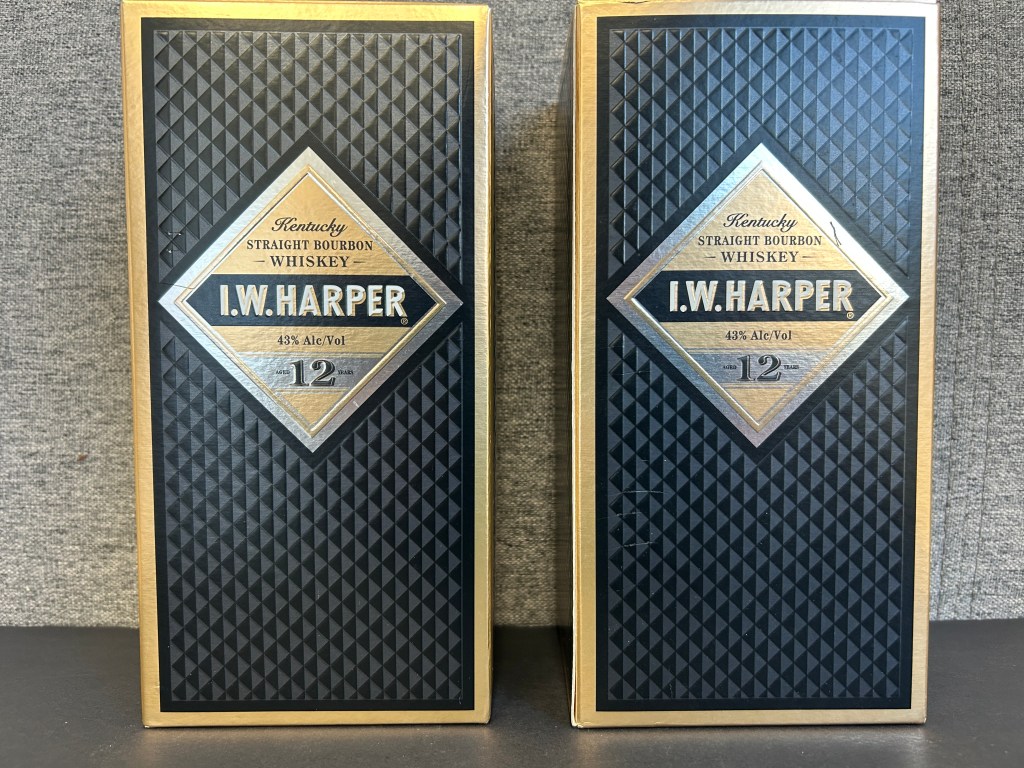 Kentucky
STRAIGHT BOURBON
– WHISKEY –
I.W.HARPER®
43% Alc/Vol
AGED 12 YEARS
Kentucky
STRAIGHT BOURBON
– WHISKEY –
I.W.HARPER®
43% Alc/Vol
AGED 12 YEARS